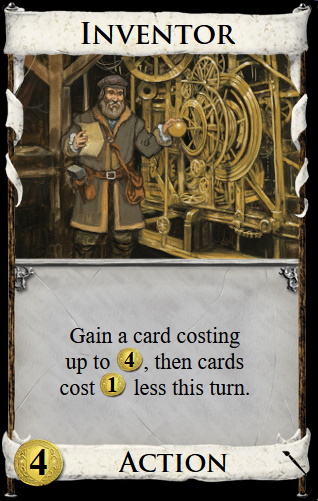 INVENTOR
Gain a card costing
up to 4, then cards
cost 1 less this turn.
4 ACTION